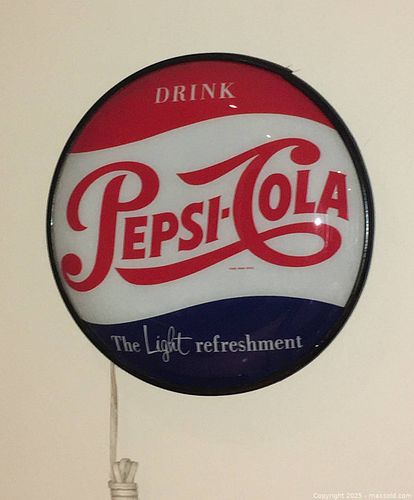 DRINK
PEPSI-COLA
The Light refreshment
Copyright 2025 - maxsold.com